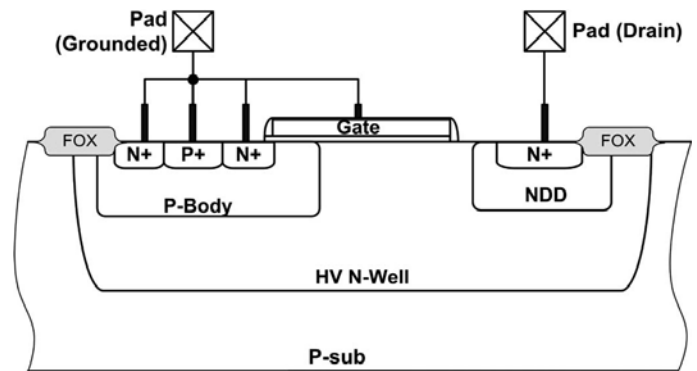 Pad
(Grounded)
Pad (Drain)
Gate
FOX
N+
P+
N+
N+
FOX
P-Body
NDD
HV N-Well
P-sub